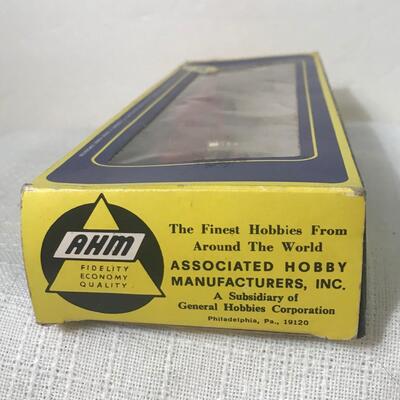 AHM
FIDELITY
ECONOMY
QUALITY
The Finest Hobbies From
Around The World
ASSOCIATED HOBBY
MANUFACTURERS, INC.
A Subsidiary of
General Hobbies Corporation
Philadelphia, Pa., 19120